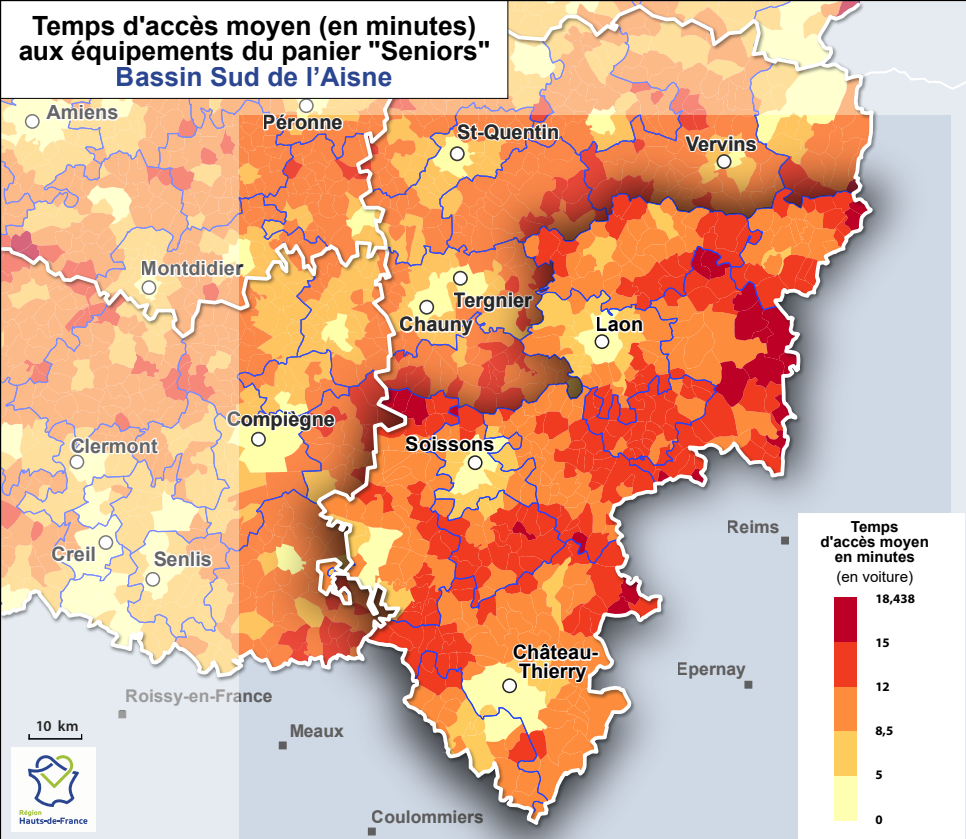 Temps d'accès moyen (en minutes)
aux équipements du panier "Seniors"
Bassin Sud de l'Aisne
Amiens
Péronne
St-Quentin
Vervins
Montdidier
Tergnier
Chauny
Laon
Compiègne
Clermont
Soissons
Creil
Senlis
Reims
Château-
Thierry
Epernay
Roissy-en-France
Meaux
Coulommiers
10 km
Région
Hauts-de-France
Temps
d'accès moyen
en minutes
(en voiture)
18,438
15
12
8,5
5
0